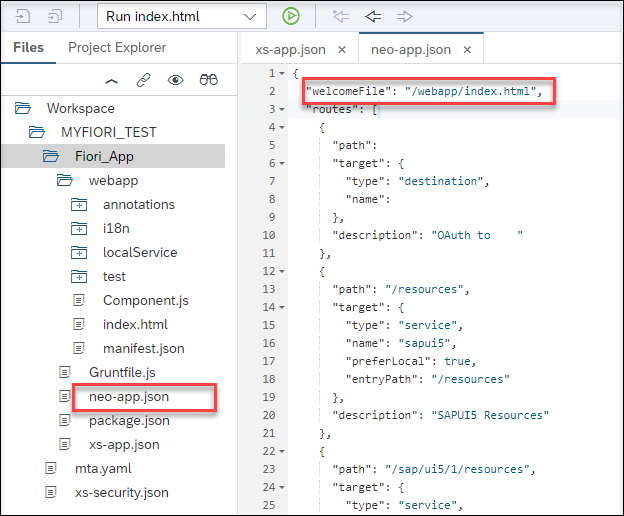 Run index.html
Files Project Explorer
Workspace
MYFIORI_TEST
Fiori_App
webapp
annotations
i18n
localService
test
Component.js
index.html
manifest.json
Gruntfile.js
neo-app.json
package.json
xs-app.json
mta.yaml
xs-security.json
xs-app.json × neo-app.json ×
1 {
2 "welcomeFile": "/webapp/index.html",
3 "routes": [
4 {
5 "path":
6 "target": {
7 "type": "destination",
8 "name":
9 },
10 "description": "OAuth to "
11 },
12 {
13 "path": "/resources",
14 "target": {
15 "type": "service",
16 "name": "sapui5",
17 "preferLocal": true,
18 "entryPath": "/resources"
19 },
20 "description": "SAPUI5 Resources"
21 },
22 {
23 "path": "/sap/ui5/1/resources",
24 "target": {
25 "type": "service",